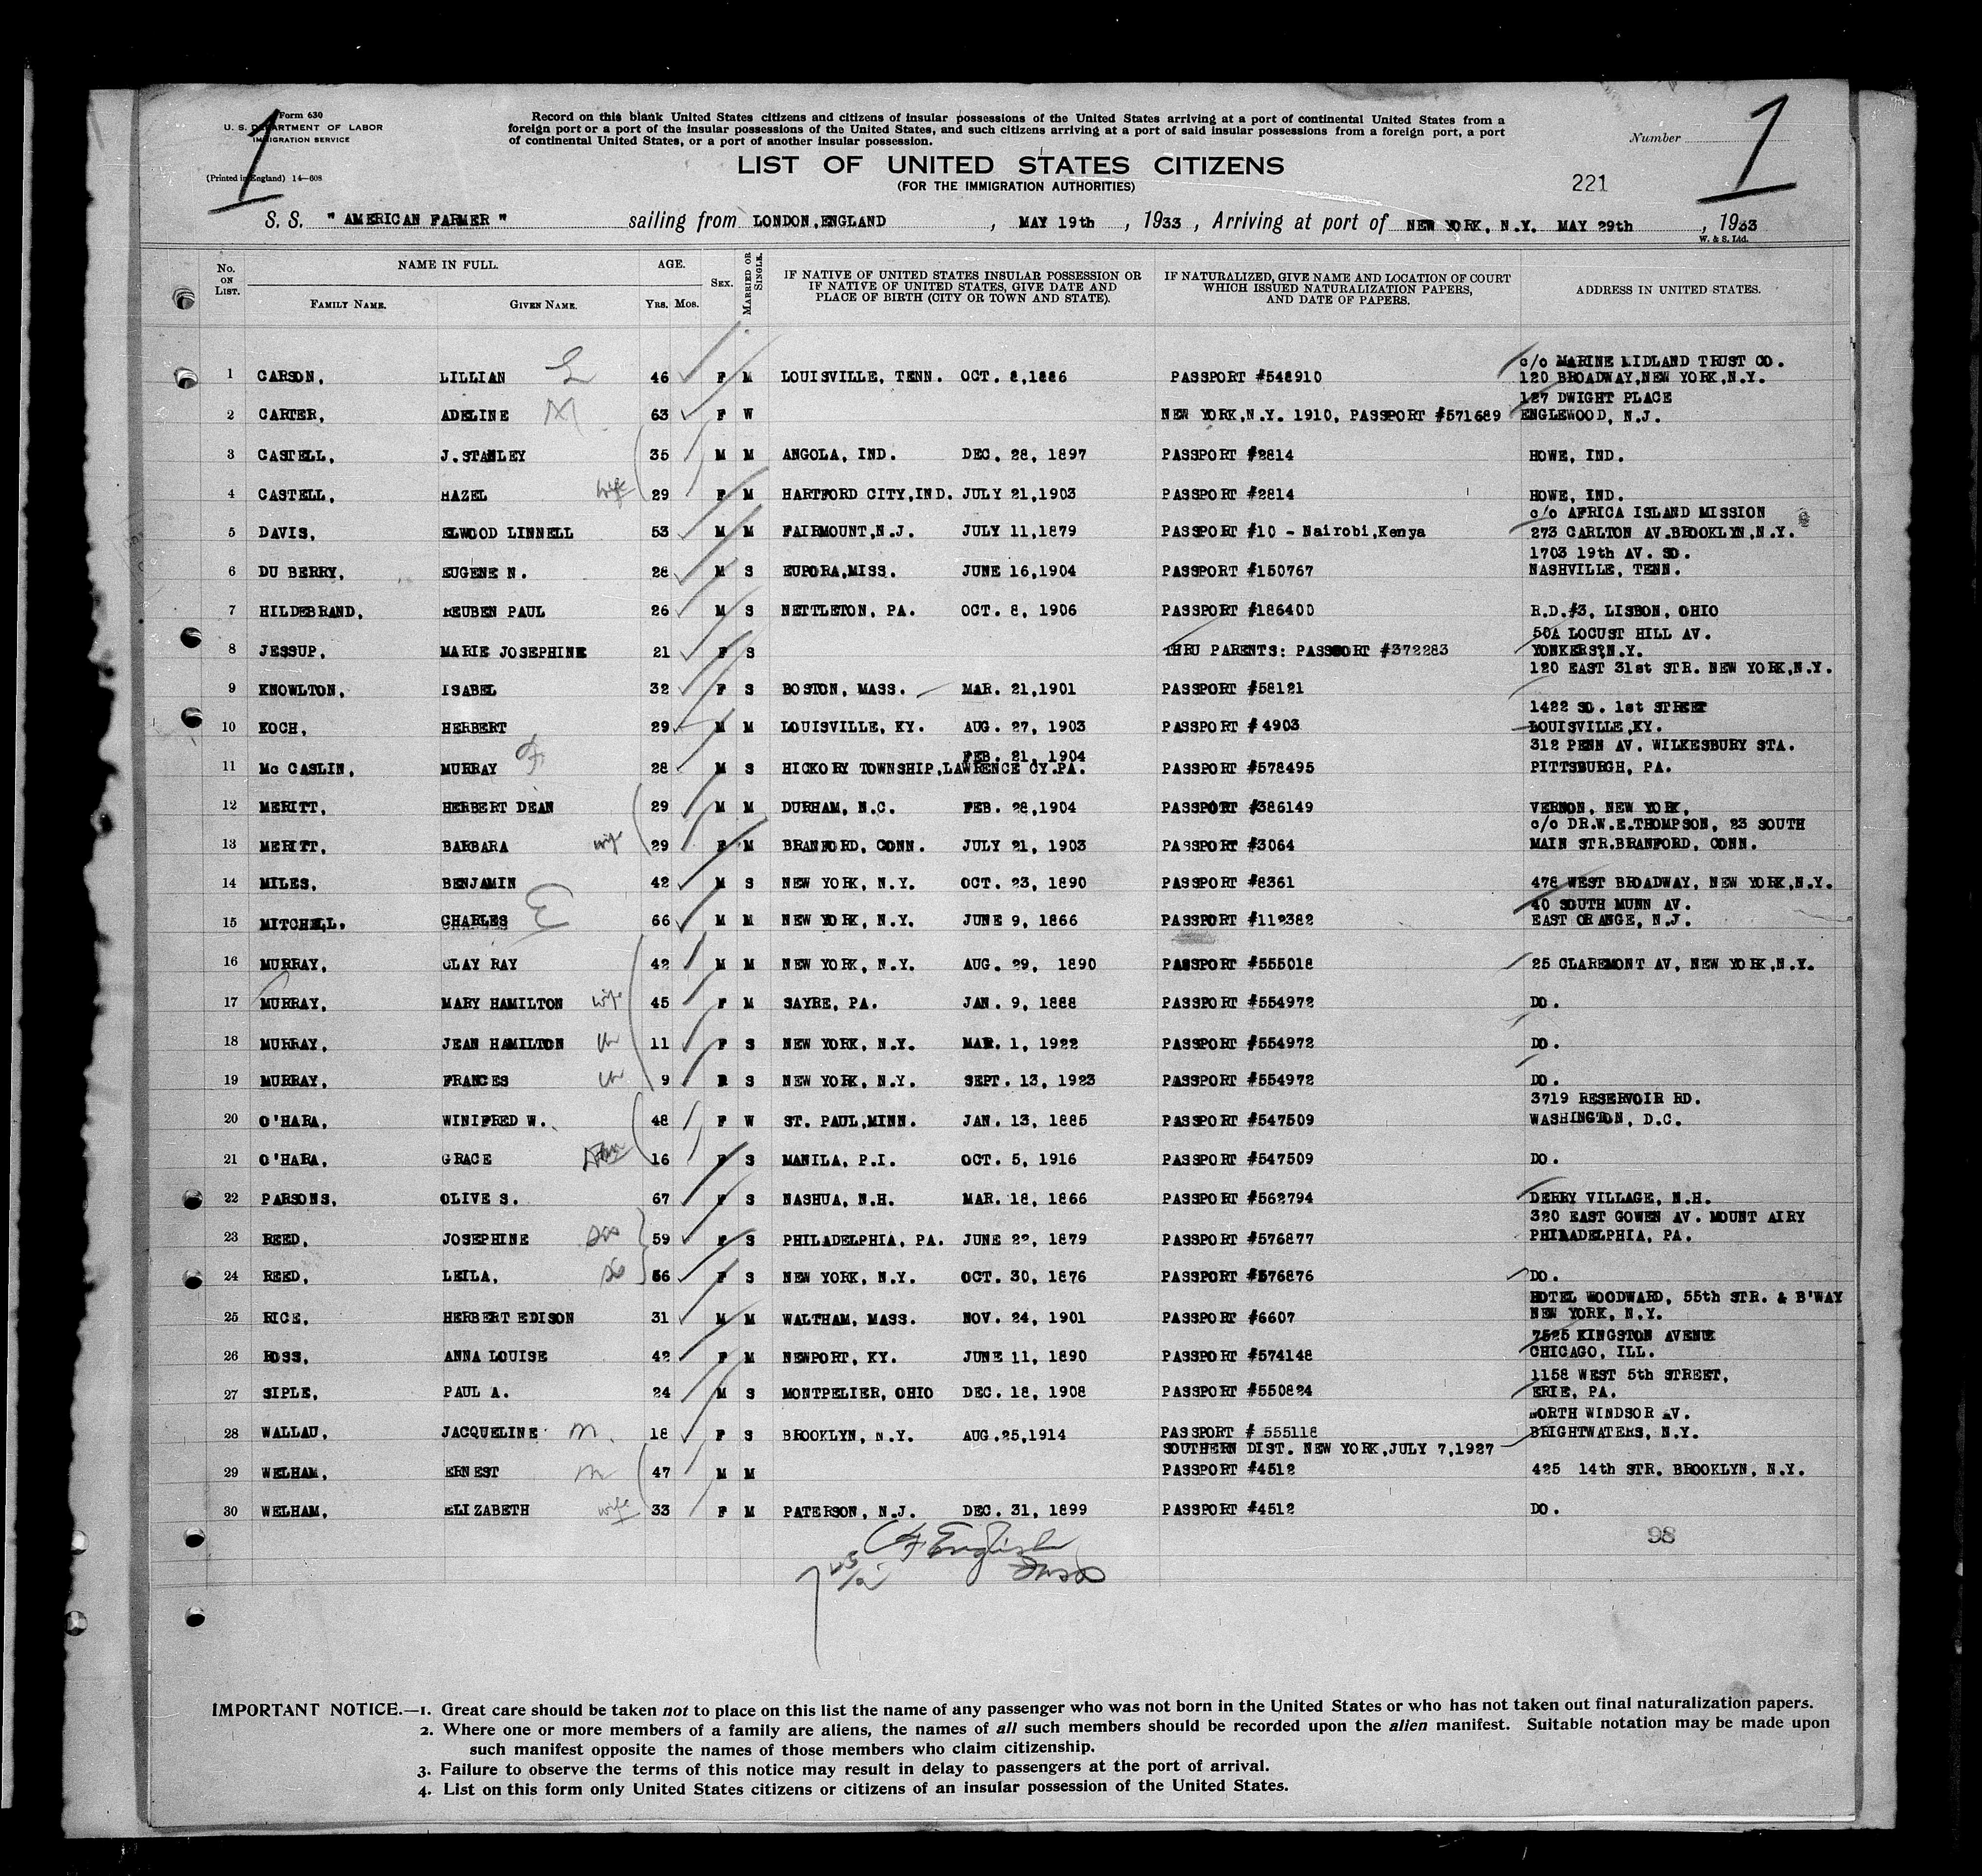 1
Form 630
U. S. DEPARTMENT OF LABOR
IMMIGRATION SERVICE
(Printed in England) 14—608
Record on this blank United States citizens and citizens of insular possessions of the United States arriving at a port of continental United States from a
foreign port or a port of the insular possessions of the United States, and such citizens arriving at a port of said insular possessions from a foreign port, a port
of continental United States, or a port of another insular possession.
Number
1
LIST OF UNITED STATES CITIZENS
(FOR THE IMMIGRATION AUTHORITIES)
221
S. S. " AMERICAN FARMER " sailing from LONDON,ENGLAND , MAY 19th , 1933 , Arriving at port of NEW YORK, N.Y. MAY 29th , 1933
W. & S. Ltd.
No. ON LIST. NAME IN FULL. FAMILY NAME. GIVEN NAME. AGE. YRS. MOS. SEX. MARRIED OR SINGLE. IF NATIVE OF UNITED STATES INSULAR POSSESSION OR IF NATIVE OF UNITED STATES, GIVE DATE AND PLACE OF BIRTH (CITY OR TOWN AND STATE). IF NATURALIZED, GIVE NAME AND LOCATION OF COURT WHICH ISSUED NATURALIZATION PAPERS, AND DATE OF PAPERS. ADDRESS IN UNITED STATES.
c/o MARINE MIDLAND TRUST CO.
1 CARSON, LILLIAN 46 F M LOUISVILLE, TENN. OCT. 8,1886 PASSPORT #548910 120 BROADWAY,NEW YORK,N.Y.
127 DWIGHT PLACE
2 CARTER, ADELINE M 63 F W NEW YORK,N.Y. 1910, PASSPORT #571689 ENGLEWOOD, N.J.
3 CASTELL, J.STANLEY 35 M M ANGOLA, IND. DEC. 28, 1897 PASSPORT #2814 HOWE, IND.
4 CASTELL, HAZEL wife 29 F M HARTFORD CITY,IND. JULY 21,1903 PASSPORT #2814 HOWE, IND.
c/o AFRICA ISLAND MISSION
5 DAVIS, ELWOOD LINNELL 53 M M FAIRMOUNT,N.J. JULY 11,1879 PASSPORT #10 - Nairobi,Kenya 273 CARLTON AV.BROOKLYN,N.Y.
1703 19th AV. SO.
6 DU BERRY, EUGENE N. 28 M S EUPORA,MISS. JUNE 16,1904 PASSPORT #150767 NASHVILLE, TENN.
7 HILDEBRAND, REUBEN PAUL 26 M S NETTLETON, PA. OCT. 8, 1906 PASSPORT #186400 R.D.#3, LISBON, OHIO
50A LOCUST HILL AV.
8 JESSUP, MARIE JOSEPHINE 21 F S THRU PARENTS: PASSPORT #372283 YONKERS,N.Y.
120 EAST 31st STR. NEW YORK,N.Y.
9 KNOWLTON, ISABEL 32 F S BOSTON, MASS. MAR. 21,1901 PASSPORT #58121
1422 SO. 1st STREET
10 KOCH, HERBERT 29 M M LOUISVILLE, KY. AUG. 27, 1903 PASSPORT # 4903 LOUISVILLE,KY.
FEB. 21, 1904 312 PENN AV. WILKESBURY STA.
11 Mc CASLIN, MURRAY 28 M S HICKORY TOWNSHIP,LAWRENCE CY.PA. PASSPORT #578495 PITTSBURGH, PA.
12 MERITT, HERBERT DEAN 29 M M DURHAM, N.C. FEB. 28,1904 PASSPORT #386149 VERNON, NEW YORK,
c/o DR.W.E.THOMPSON, 23 SOUTH
13 MERITT, BARBARA wife 29 F M BRANFORD, CONN. JULY 21, 1903 PASSPORT #3064 MAIN STR.BRANFORD, CONN.
14 MILES, BENJAMIN 42 M S NEW YORK, N.Y. OCT. 23, 1890 PASSPORT #8361 478 WEST BROADWAY, NEW YORK,N.Y.
40 SOUTH MUNN AV.
15 MITCHELL, CHARLES 66 M M NEW YORK, N.Y. JUNE 9, 1866 PASSPORT #112382 EAST ORANGE, N.J.
16 MURRAY, CLAY RAY 42 M M NEW YORK, N.Y. AUG. 29, 1890 PASSPORT #555018 25 CLAREMONT AV, NEW YORK,N.Y.
17 MURRAY, MARY HAMILTON wife 45 F M SAYRE, PA. JAN. 9, 1888 PASSPORT #554972 DO.
18 MURRAY, JEAN HAMILTON ch 11 F S NEW YORK, N.Y. MAR. 1, 1922 PASSPORT #554972 DO.
19 MURRAY, FRANCES ch 9 F S NEW YORK, N.Y. SEPT. 13, 1923 PASSPORT #554972 DO.
3719 RESERVOIR RD.
20 O'HARA, WINIFRED W. 48 F W ST. PAUL,MINN. JAN. 13, 1885 PASSPORT #547509 WASHINGTON, D.C.
21 O'HARA, GRACE 16 F S MANILA, P.I. OCT. 5, 1916 PASSPORT #547509 DO.
22 PARSONS, OLIVE S. 67 F S NASHUA, N.H. MAR. 18, 1866 PASSPORT #562794 DERRY VILLAGE, N.H.
320 EAST GOWEN AV. MOUNT AIRY
23 REED, JOSEPHINE 59 F S PHILADELPHIA, PA. JUNE 22, 1879 PASSPORT #576877 PHILADELPHIA, PA.
24 REED, LEILA, 56 F S NEW YORK, N.Y. OCT. 30, 1876 PASSPORT #576876 DO.
HOTEL WOODWARD, 55th STR. & B'WAY
25 RICE, HERBERT EDISON 31 M M WALTHAM, MASS. NOV. 24, 1901 PASSPORT #6607 NEW YORK, N.Y.
7525 KINGSTON AVENUE
26 ROSS, ANNA LOUISE 42 F M NEWPORT, KY. JUNE 11, 1890 PASSPORT #574148 CHICAGO, ILL.
1158 WEST 5th STREET,
27 SIPLE, PAUL A. 24 M S MONTPELIER, OHIO DEC. 18, 1908 PASSPORT #550824 ERIE, PA.
NORTH WINDSOR AV.
28 WALLAU, JACQUELINE m. 18 F S BROOKLYN, N.Y. AUG.25,1914 PASSPORT # 555118 BRIGHTWATERS, N.Y.
SOUTHERN DIST. NEW YORK,JULY 7,1927
29 WELHAM, ERNEST m 47 M M PASSPORT #4512 425 14th STR. BROOKLYN, N.Y.
30 WELHAM, ELIZABETH wife 33 F M PATERSON, N.J. DEC. 31, 1899 PASSPORT #4512 DO.
English
98
IMPORTANT NOTICE.—1. Great care should be taken not to place on this list the name of any passenger who was not born in the United States or who has not taken out final naturalization papers.
2. Where one or more members of a family are aliens, the names of all such members should be recorded upon the alien manifest. Suitable notation may be made upon
such manifest opposite the names of those members who claim citizenship.
3. Failure to observe the terms of this notice may result in delay to passengers at the port of arrival.
4. List on this form only United States citizens or citizens of an insular possession of the United States.